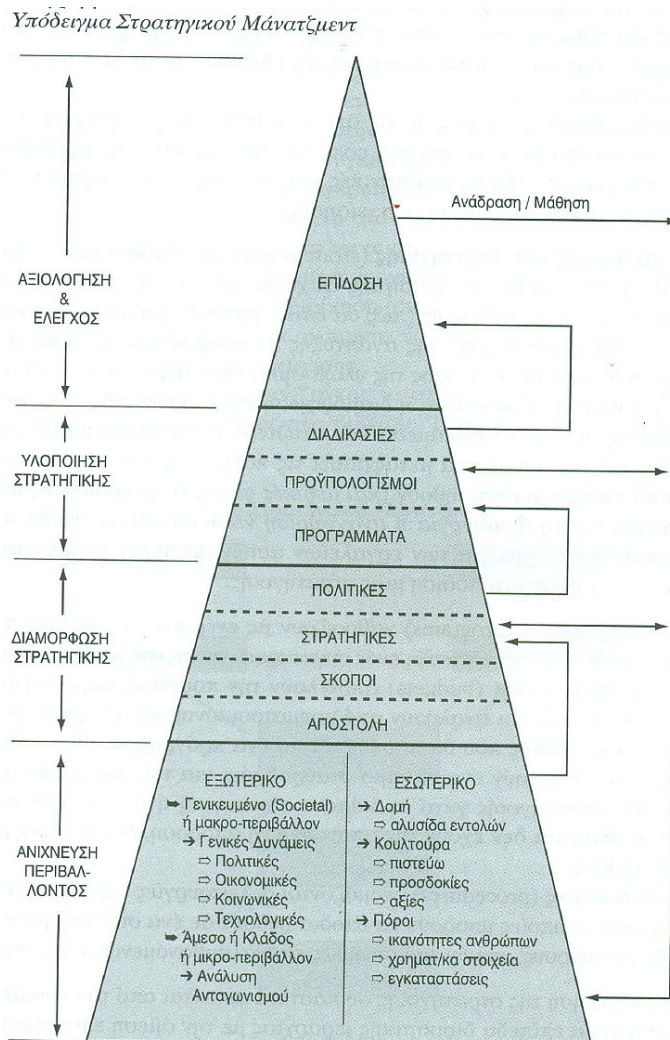 Υπόδειγμα Στρατηγικού Μάνατζμεντ
Ανάδραση / Μάθηση
ΑΞΙΟΛΟΓΗΣΗ
&
ΕΛΕΓΧΟΣ
ΕΠΙΔΟΣΗ
ΥΛΟΠΟΙΗΣΗ
ΣΤΡΑΤΗΓΙΚΗΣ
ΔΙΑΔΙΚΑΣΙΕΣ
ΠΡΟΫΠΟΛΟΓΙΣΜΟΙ
ΠΡΟΓΡΑΜΜΑΤΑ
ΔΙΑΜΟΡΦΩΣΗ
ΣΤΡΑΤΗΓΙΚΗΣ
ΠΟΛΙΤΙΚΕΣ
ΣΤΡΑΤΗΓΙΚΕΣ
ΣΚΟΠΟΙ
ΑΠΟΣΤΟΛΗ
ΑΝΙΧΝΕΥΣΗ
ΠΕΡΙΒΑΛ-
ΛΟΝΤΟΣ
ΕΞΩΤΕΡΙΚΟ
Γενικευμένο (Societal)
ή μακρο-περιβάλλον
→ Γενικές Δυνάμεις
⇨ Πολιτικές
⇨ Οικονομικές
⇨ Κοινωνικές
⇨ Τεχνολογικές
Άμεσο ή Κλάδος
ή μικρο-περιβάλλον
→ Ανάλυση
Ανταγωνισμού
ΕΣΩΤΕΡΙΚΟ
→ Δομή
⇨ αλυσίδα εντολών
→ Κουλτούρα
⇨ πιστεύω
⇨ προσδοκίες
⇨ αξίες
→ Πόροι
⇨ ικανότητες ανθρώπων
⇨ χρηματ/κα στοιχεία
⇨ εγκαταστάσεις